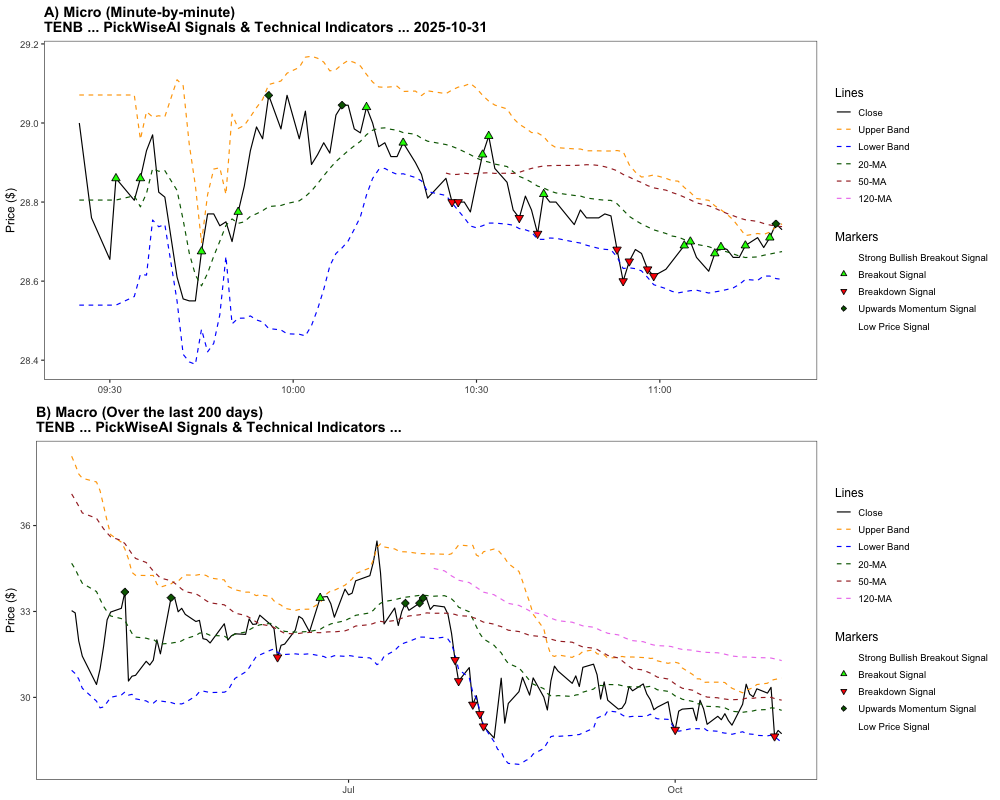 A) Micro (Minute-by-minute)
TENB ... PickWiseAI Signals & Technical Indicators ... 2025-10-31
29.2
29.0
28.8
28.6
28.4
Price ($)
09:30
10:00
10:30
11:00
Lines
Close
Upper Band
Lower Band
20-MA
50-MA
120-MA
Markers
Strong Bullish Breakout Signal
Breakout Signal
Breakdown Signal
Upwards Momentum Signal
Low Price Signal
B) Macro (Over the last 200 days)
TENB ... PickWiseAI Signals & Technical Indicators ...
36
33
30
Price ($)
Jul
Oct
Lines
Close
Upper Band
Lower Band
20-MA
50-MA
120-MA
Markers
Strong Bullish Breakout Signal
Breakout Signal
Breakdown Signal
Upwards Momentum Signal
Low Price Signal